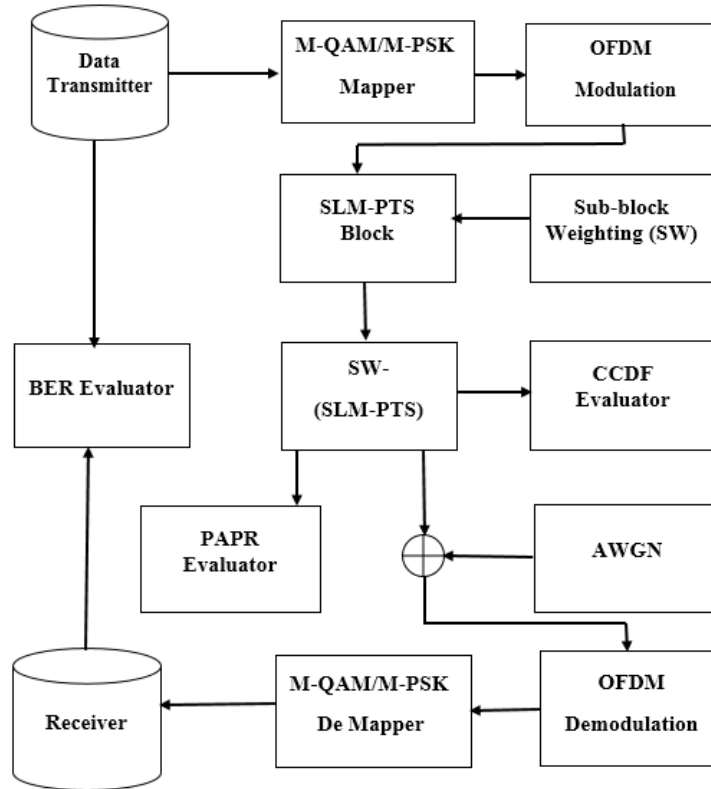 Data
Transmitter
M-QAM/M-PSK
Mapper
OFDM
Modulation
SLM-PTS
Block
Sub-block
Weighting (SW)
BER Evaluator
SW-
(SLM-PTS)
CCDF
Evaluator
PAPR
Evaluator
AWGN
Receiver
M-QAM/M-PSK
De Mapper
OFDM
Demodulation